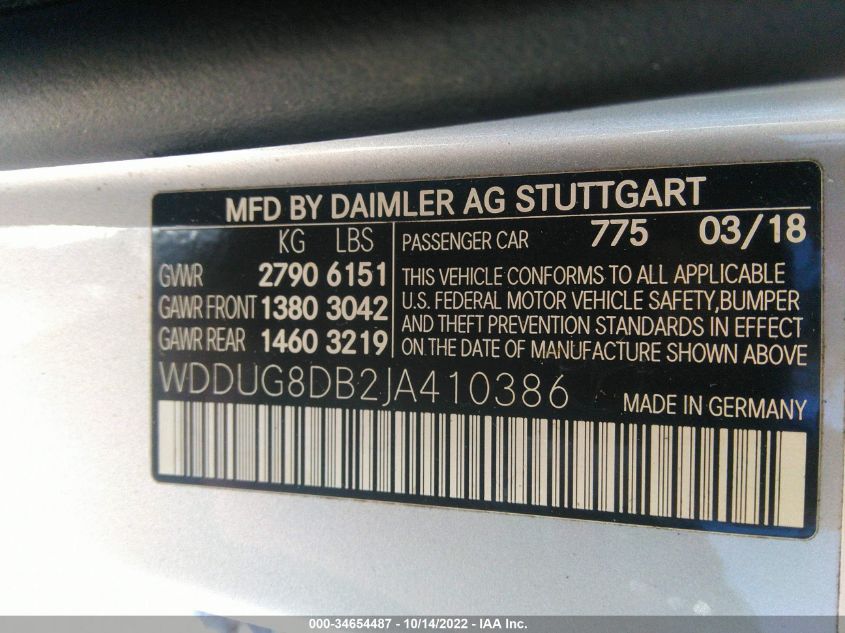 MFD BY DAIMLER AG STUTTGART
KG LBS
GVWR 2790 6151
GAWR FRONT 1380 3042
GAWR REAR 1460 3219
PASSENGER CAR 775 03/18
THIS VEHICLE CONFORMS TO ALL APPLICABLE
U.S. FEDERAL MOTOR VEHICLE SAFETY,BUMPER
AND THEFT PREVENTION STANDARDS IN EFFECT
ON THE DATE OF MANUFACTURE SHOWN ABOVE
WDDUG8DB2JA410386
MADE IN GERMANY
000-34654487 - 10/14/2022 - IAA Inc.